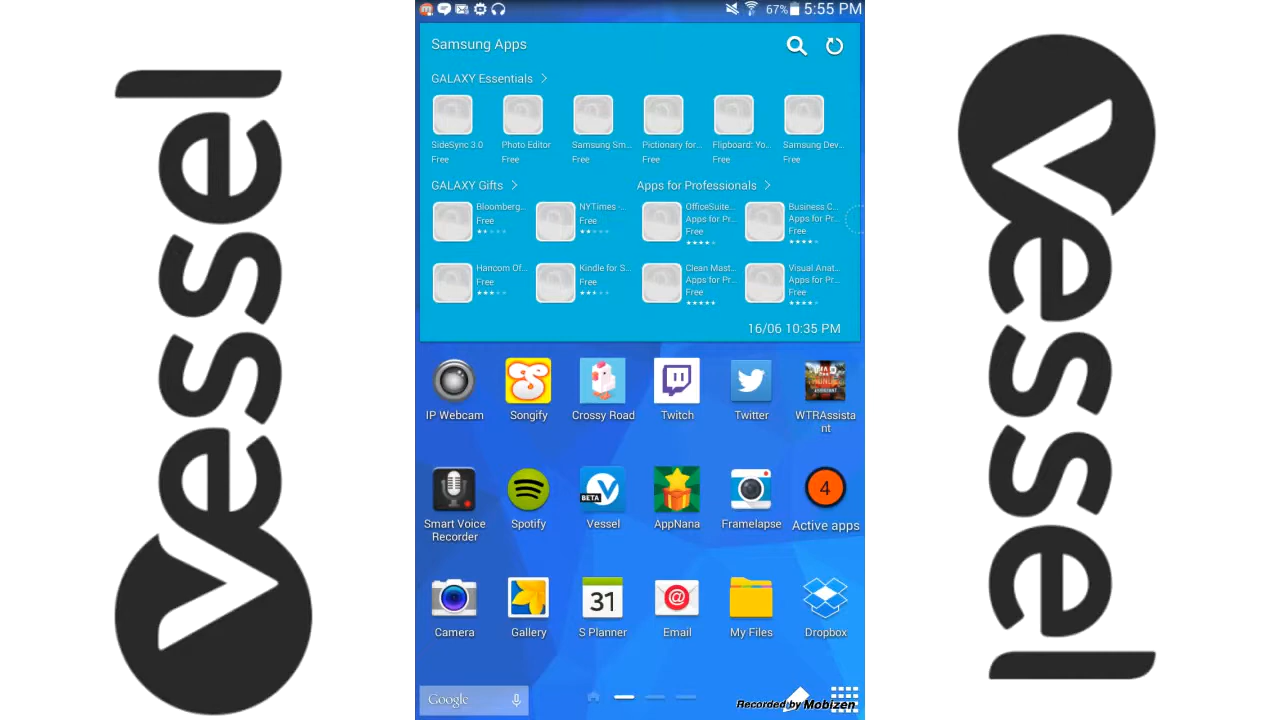 67% 5:55 PM
Samsung Apps
GALAXY Essentials
SideSync 3.0 Photo Editor Samsung Sm... Pictionary for... Flipboard: Yo... Samsung Dev...
Free Free Free Free Free Free
GALAXY Gifts Apps for Professionals
Bloomberg... NYTimes -... OfficeSuite... Business C...
Free Free Apps for Pr... Apps for Pr...
Free Free
Hancom Of... Kindle for S... Clean Mast... Visual Anat...
Free Free Apps for Pr... Apps for Pr...
Free Free
16/06 10:35 PM
IP Webcam Songify Crossy Road Twitch Twitter WTRAssista
nt
BETA 4
Smart Voice Spotify Vessel AppNana Framelapse Active apps
Recorder
31
Camera Gallery S Planner Email My Files Dropbox
Google
Recorded by Mobizen
vessel
vessel